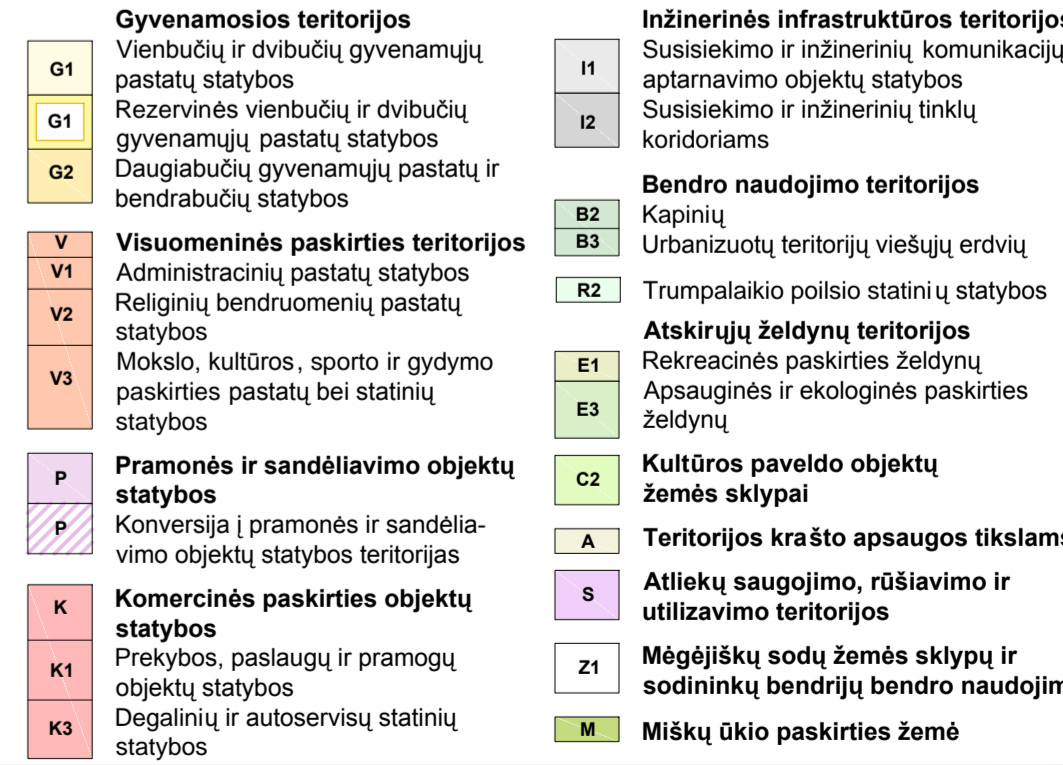 Gyvenamosios teritorijos
G1
Vienbučių ir dvibučių gyvenamųjų
pastatų statybos
G1
Rezervinės vienbučių ir dvibučių
gyvenamųjų pastatų statybos
G2
Daugiabučių gyvenamųjų pastatų ir
bendrabučių statybos
V Visuomeninės paskirties teritorijos
V1 Administracinių pastatų statybos
V2
Religinių bendruomenių pastatų
statybos
V3
Mokslo, kultūros, sporto ir gydymo
paskirties pastatų bei statinių
statybos
P
Pramonės ir sandėliavimo objektų
statybos
P
Konversija į pramonės ir sandėlia-
vimo objektų statybos teritorijas
K
Komercinės paskirties objektų
statybos
K1
Prekybos, paslaugų ir pramogų
objektų statybos
K3
Degalinių ir autoservisų statinių
statybos
Inžinerinės infrastruktūros teritorijos
I1
Susisiekimo ir inžinerinių komunikacijų
aptarnavimo objektų statybos
I2
Susisiekimo ir inžinerinių tinklų
koridoriams
Bendro naudojimo teritorijos
B2 Kapinių
B3 Urbanizuotų teritorijų viešųjų erdvių
R2 Trumpalaikio poilsio statinių statybos
Atskirųjų želdynų teritorijos
E1 Rekreacinės paskirties želdynų
E3
Apsauginės ir ekologinės paskirties
želdynų
C2
Kultūros paveldo objektų
žemės sklypai
A Teritorijos krašto apsaugos tikslams
S
Atliekų saugojimo, rūšiavimo ir
utilizavimo teritorijos
Z1
Mėgėjiškų sodų žemės sklypų ir
sodininkų bendrijų bendro naudojim
M Miškų ūkio paskirties žemė